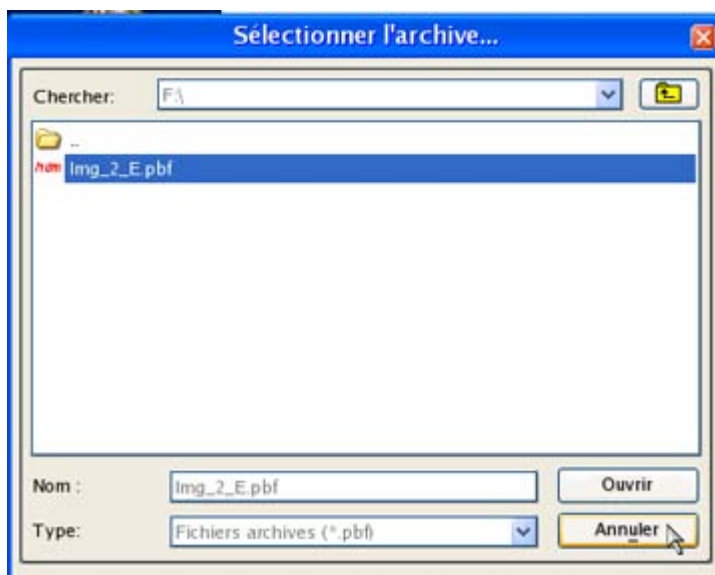 Sélectionner l'archive...
Chercher: F:\
..
Img_2_E.pbf
Nom : Img_2_E.pbf Ouvrir
Type: Fichiers archives (*.pbf) Annuler